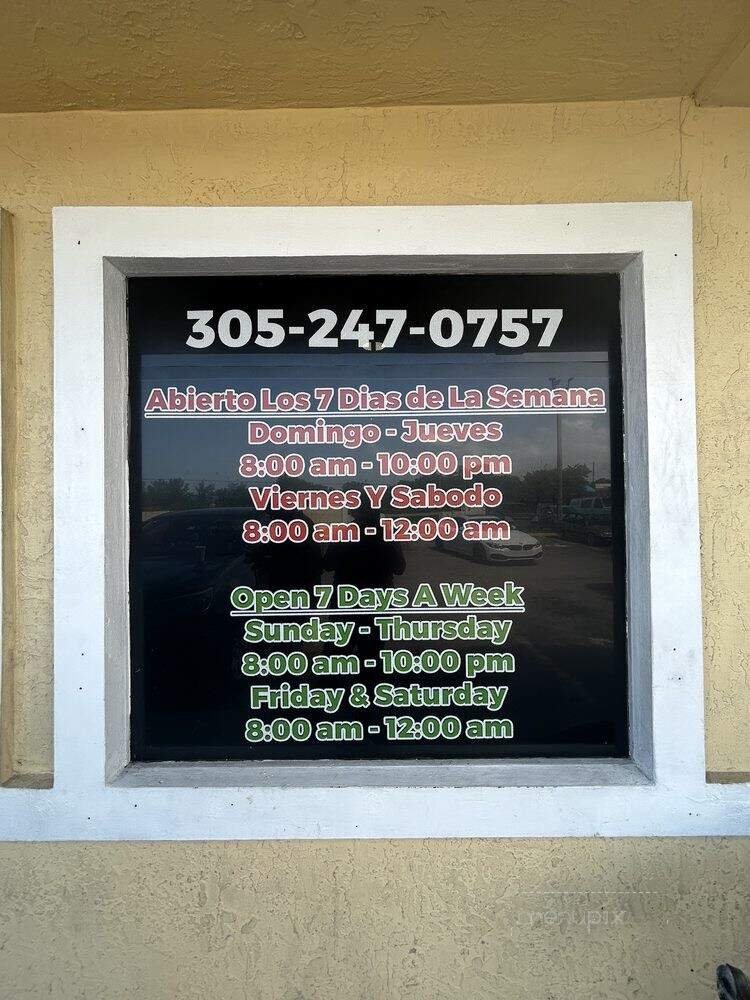 305-247-0757
Abierto Los 7 Dias de La Semana
Domingo - Jueves
8:00 am - 10:00 pm
Viernes Y Sabodo
8:00 am - 12:00 am
Open 7 Days A Week
Sunday - Thursday
8:00 am - 10:00 pm
Friday & Saturday
8:00 am - 12:00 am
menupix